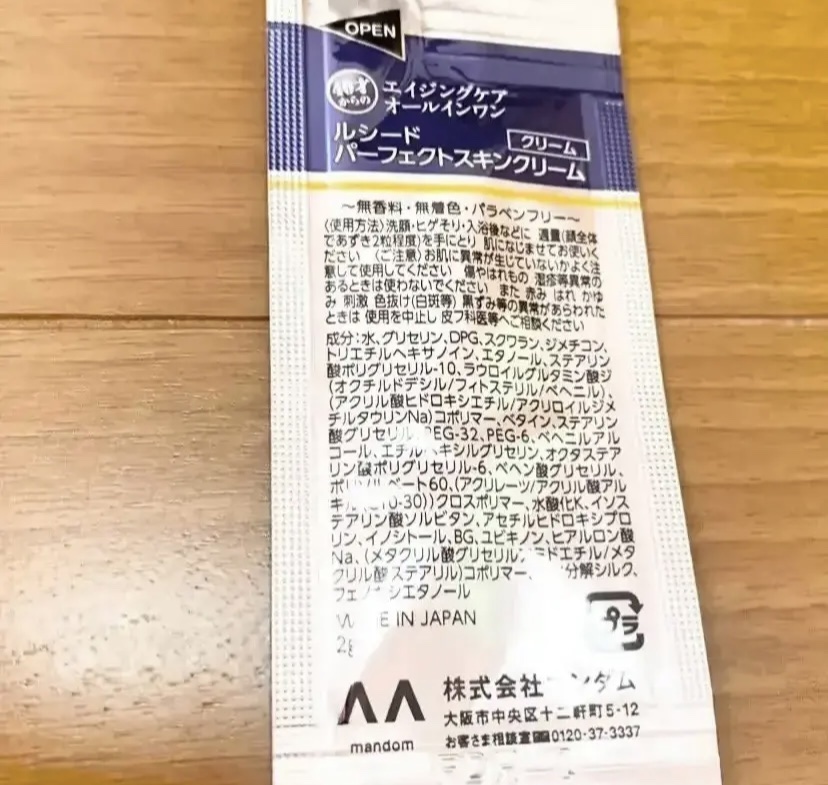 OPEN
40才
からの
エイジングケア
オールインワン
ルシード
パーフェクトスキンクリーム
クリーム
～無香料・無着色・パラベンフリー～
〈使用方法〉洗顔・ヒゲそり・入浴後などに 適量(顔全体
であずき2粒程度)を手にとり 肌になじませてお使いく
ださい 〈ご注意〉お肌に異常が生じていないかよく注
意して使用してください 傷やはれもの 湿疹等異常の
あるときは使わないでください また 赤み はれ かゆ
み 刺激 色抜け(白斑等) 黒ずみ等の異常があらわれた
ときは 使用を中止し 皮フ科医等へご相談ください
成分:水、グリセリン、DPG、スクワラン、ジメチコン、
トリエチルヘキサノイン、エタノール、ステアリン
酸ポリグリセリル-10、ラウロイルグルタミン酸ジ
(オクチルドデシル/フィトステリル/ベヘニル)、
(アクリル酸ヒドロキシエチル/アクリロイルジメ
チルタウリンNa)コポリマー、ベタイン、ステアリン
酸グリセリル、PEG-32、PEG-6、ベヘニルアル
コール、エチルヘキシルグリセリン、オクタステア
リン酸ポリグリセリル-6、ベヘン酸グリセリル、
ポリソルベート60、(アクリレーツ/アクリル酸アル
キル(C10-30))クロスポリマー、水酸化K、イソス
テアリン酸ソルビタン、アセチルヒドロキシプロ
リン、イノシトール、BG、ユビキノン、ヒアルロン酸
Na、(メタクリル酸グリセリルアミドエチル/メタ
クリル酸ステアリル)コポリマー、 分解シルク、
フェノキシエタノール
IN JAPAN
2g
プラ
mandom
株式会社マンダム
大阪市中央区十二軒町5-12
お客さま相談室 0120-37-3337